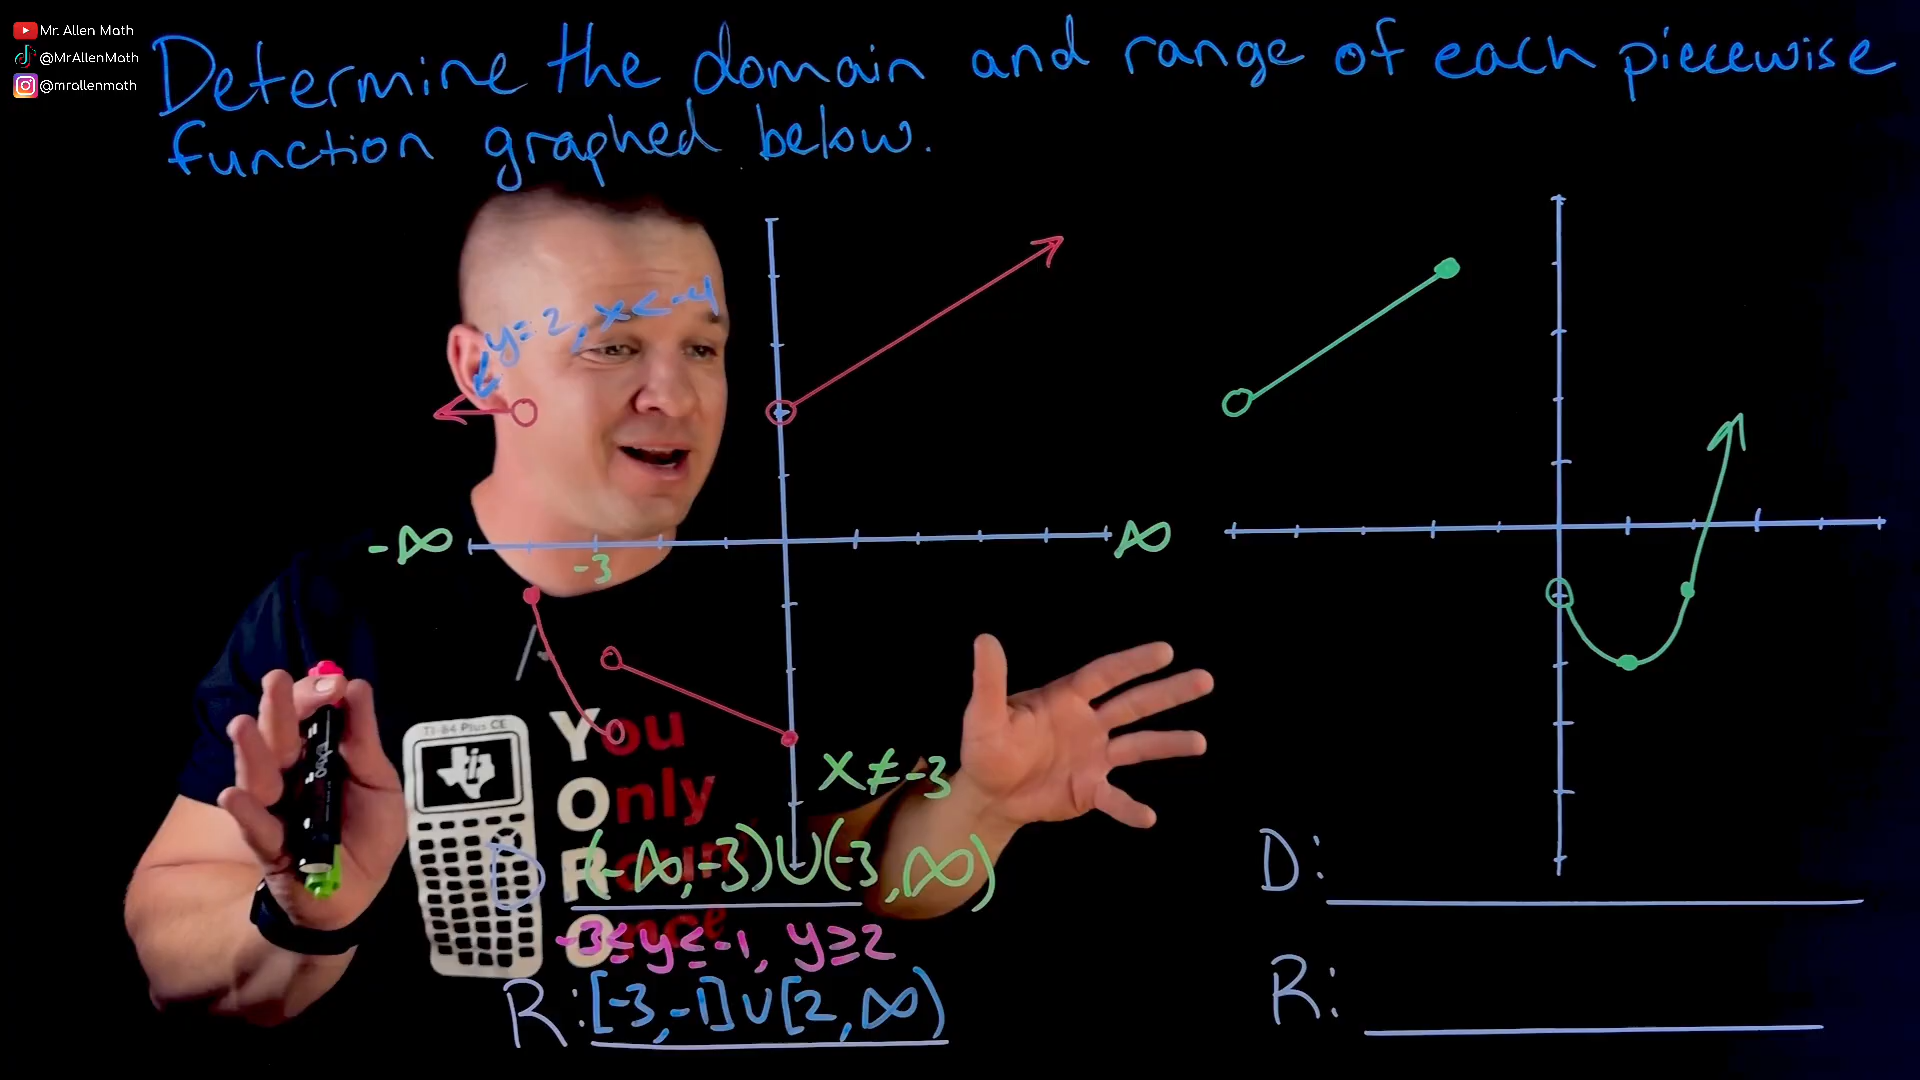 Mr. Allen Math
@MrAllenMath
@mrallenmath
Determine the domain and range of each piecewise
function graphed below.
y=2, x<-4
-∞
∞
-3
TI-84 Plus CE
You
Only
Once
x≠-3
D (-∞,-3)∪(-3,∞)
-3≤y≤-1, y≥2
R: [-3,-1]∪[2,∞)
D:
R: